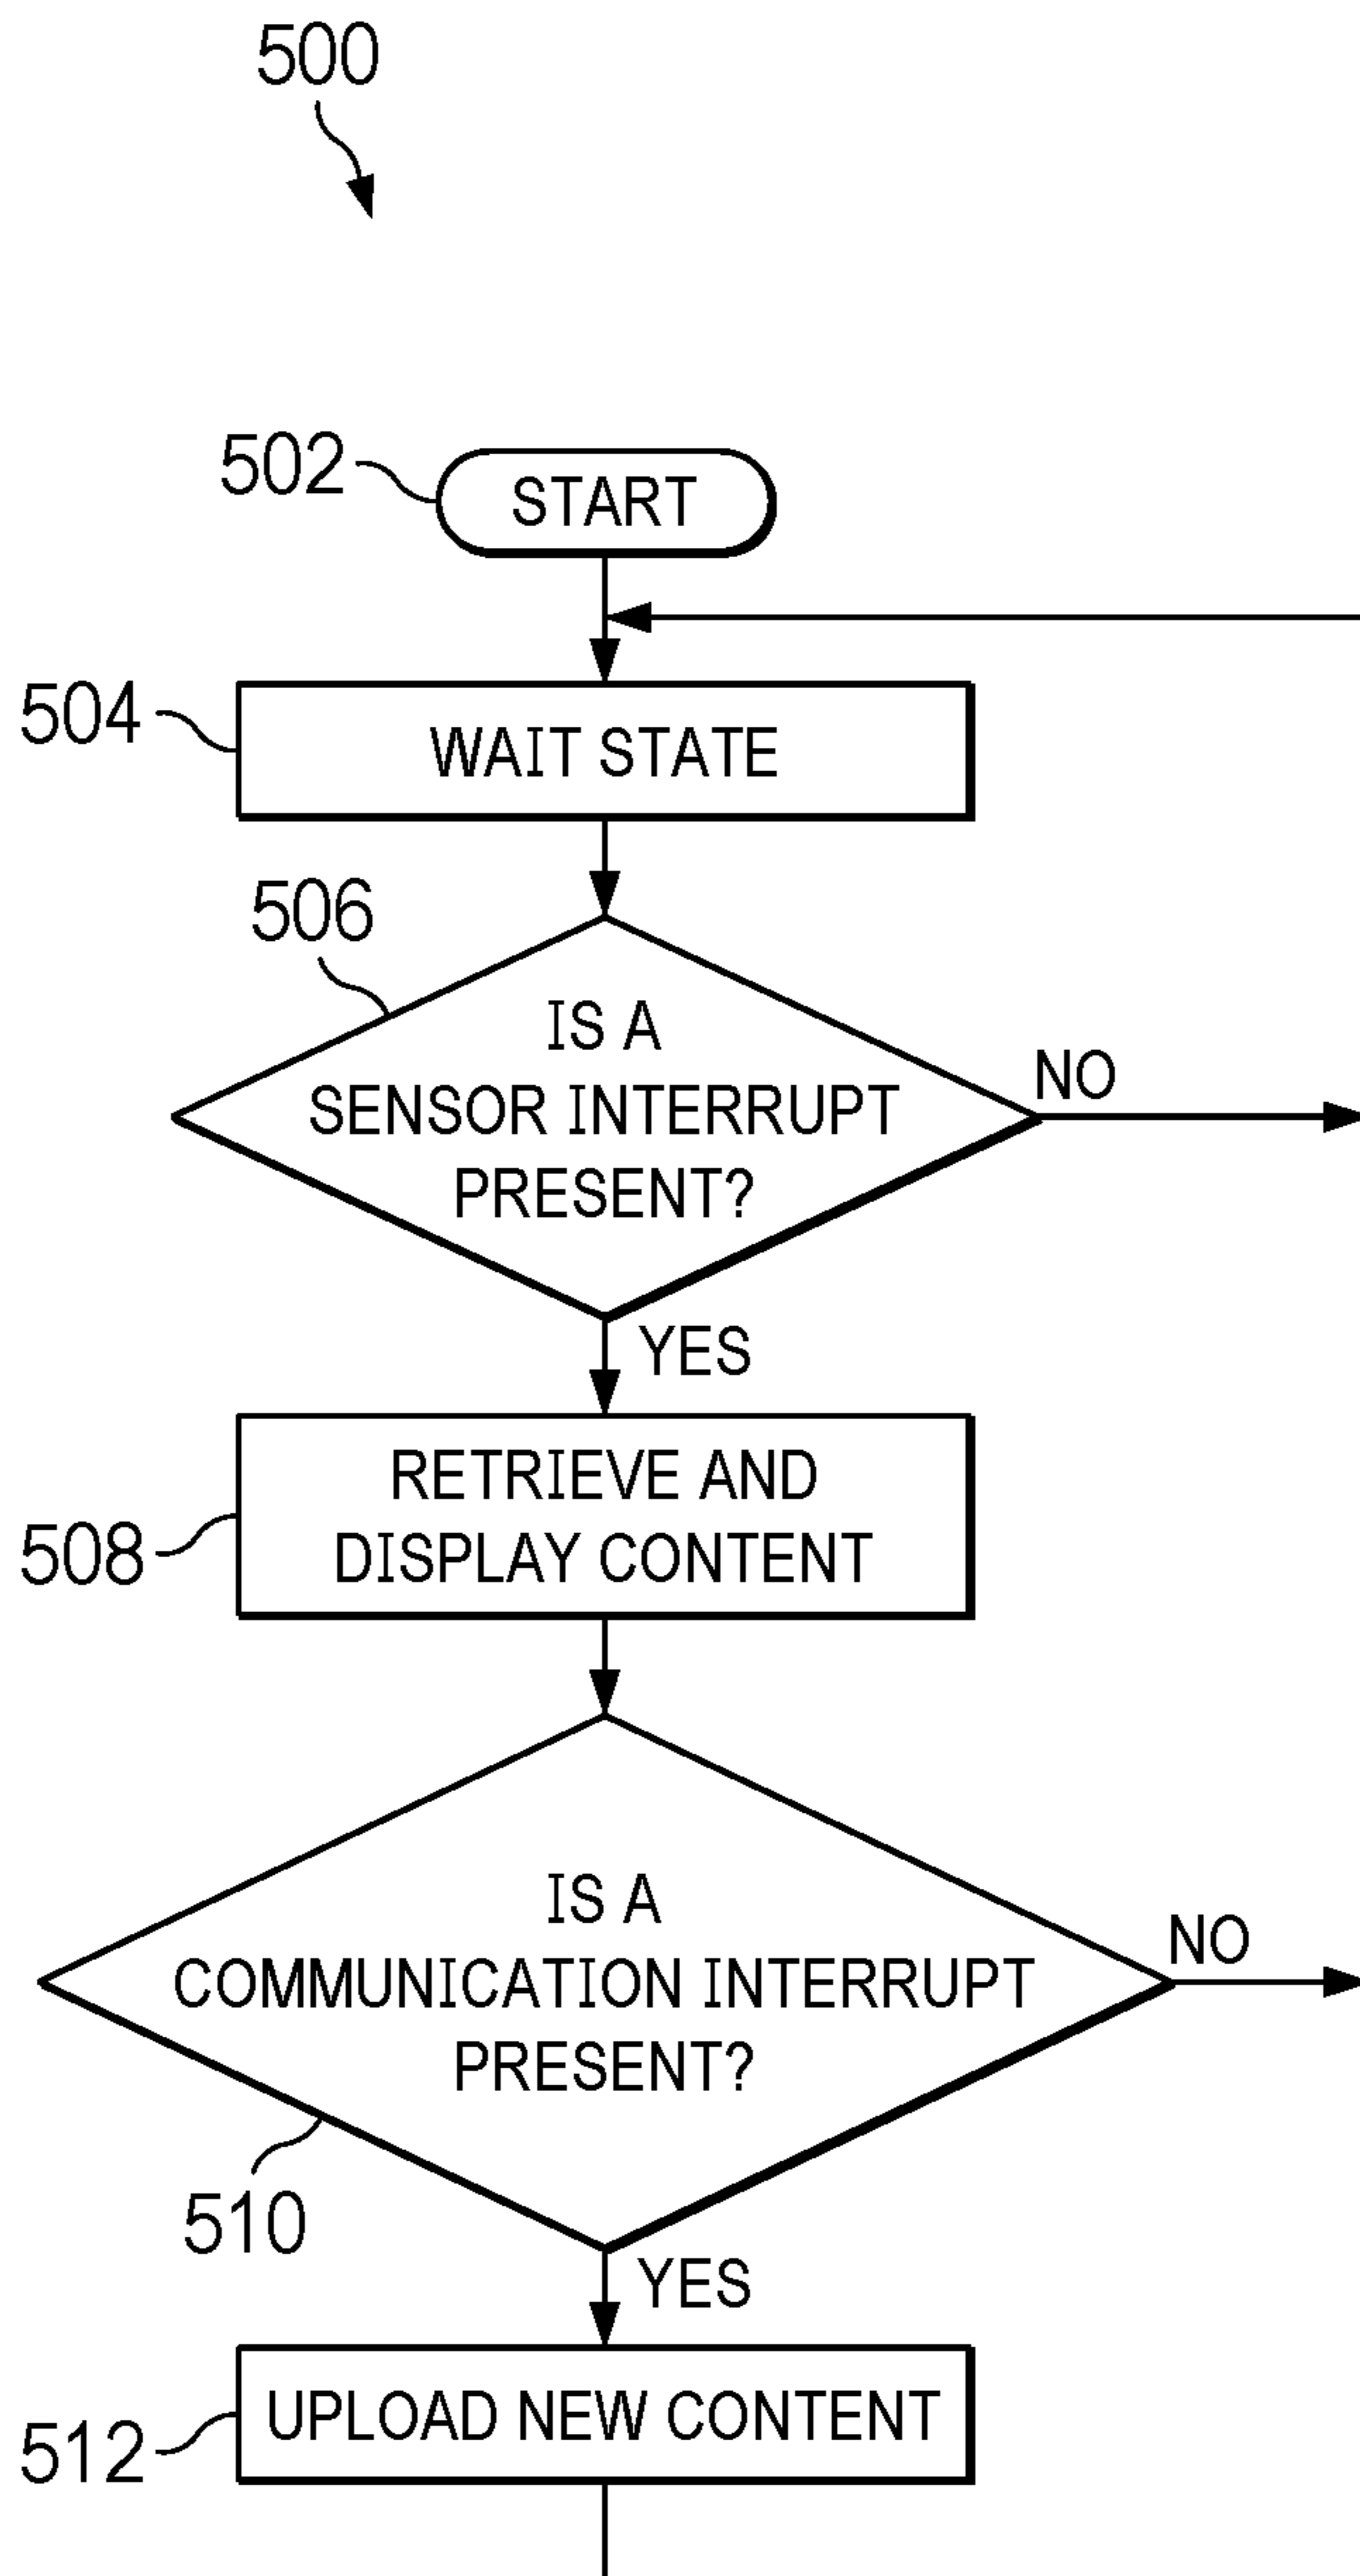 500
502
START
504
WAIT STATE
506
IS A
SENSOR INTERRUPT
PRESENT?
NO
YES
RETRIEVE AND
DISPLAY CONTENT
508
IS A
COMMUNICATION INTERRUPT
PRESENT?
NO
510
YES
UPLOAD NEW CONTENT
512